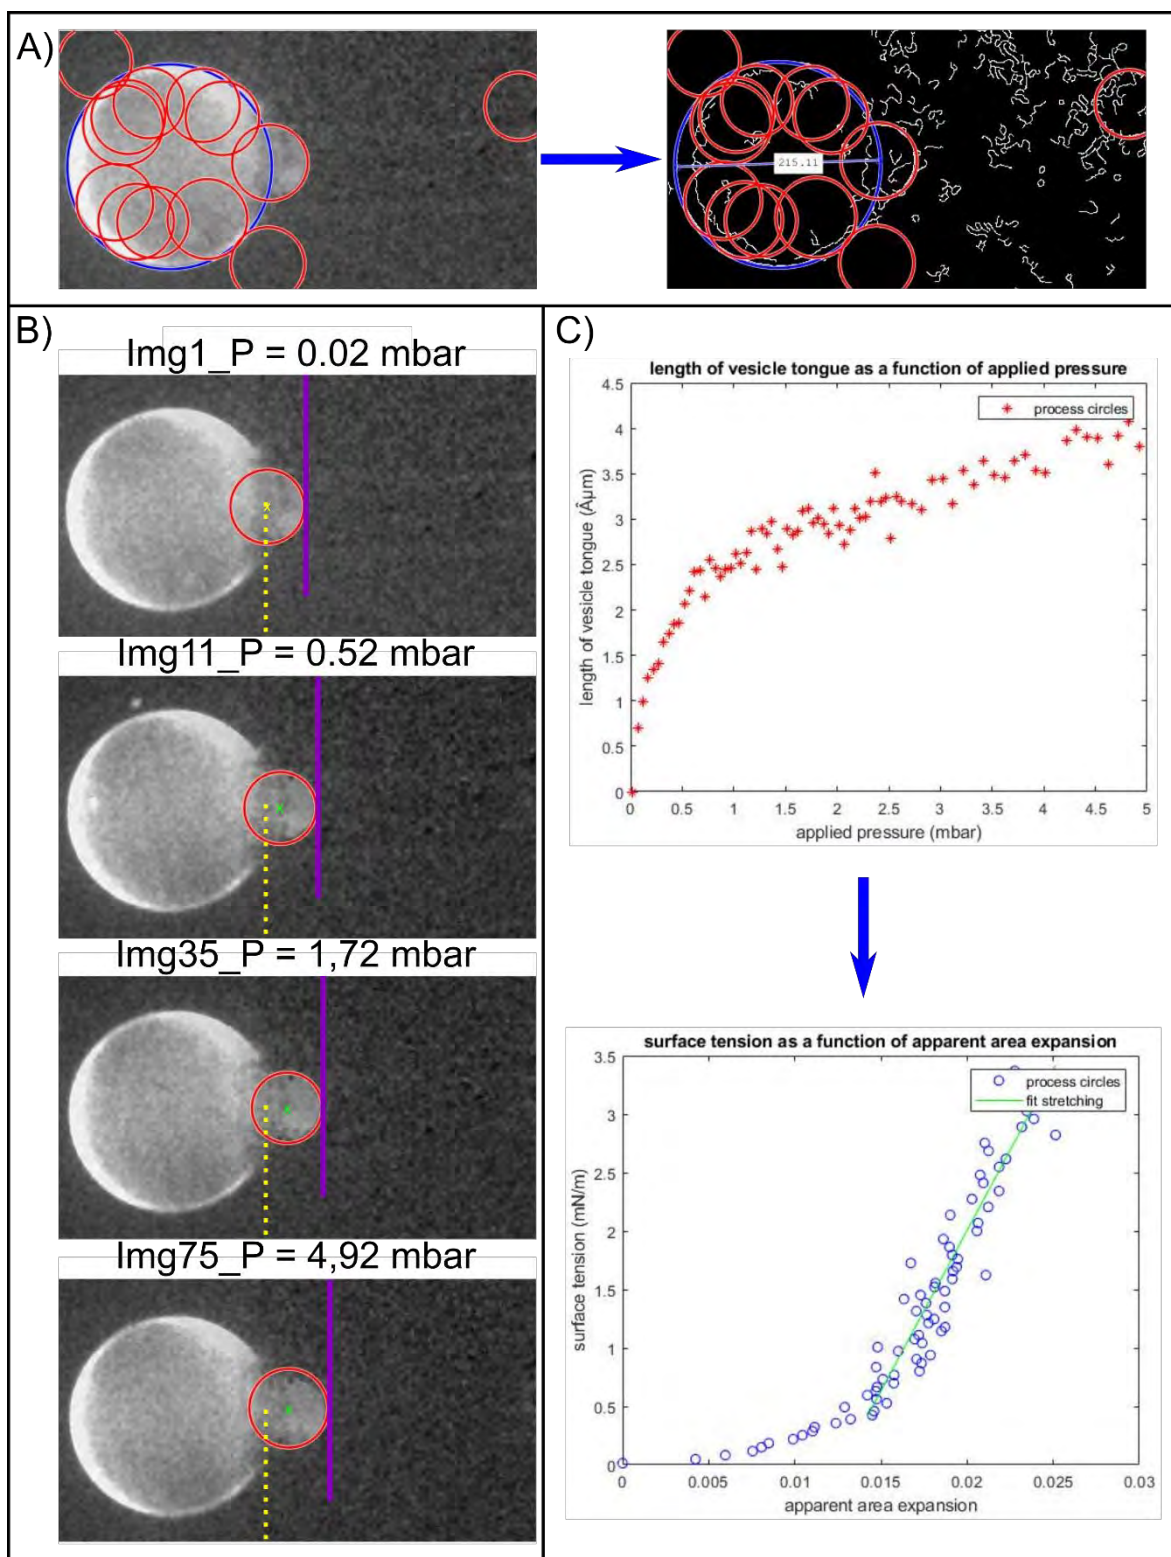 A)
215.11
B)
Img1_P = 0.02 mbar
Img11_P = 0.52 mbar
Img35_P = 1,72 mbar
Img75_P = 4,92 mbar
C)
length of vesicle tongue as a function of applied pressure
process circles
length of vesicle tongue (Âµm)
4.5
4
3.5
3
2.5
2
1.5
1
0.5
0
0 0.5 1 1.5 2 2.5 3 3.5 4 4.5 5
applied pressure (mbar)
surface tension as a function of apparent area expansion
process circles
fit stretching
surface tension (mN/m)
3.5
3
2.5
2
1.5
1
0.5
0
0 0.005 0.01 0.015 0.02 0.025 0.03
apparent area expansion